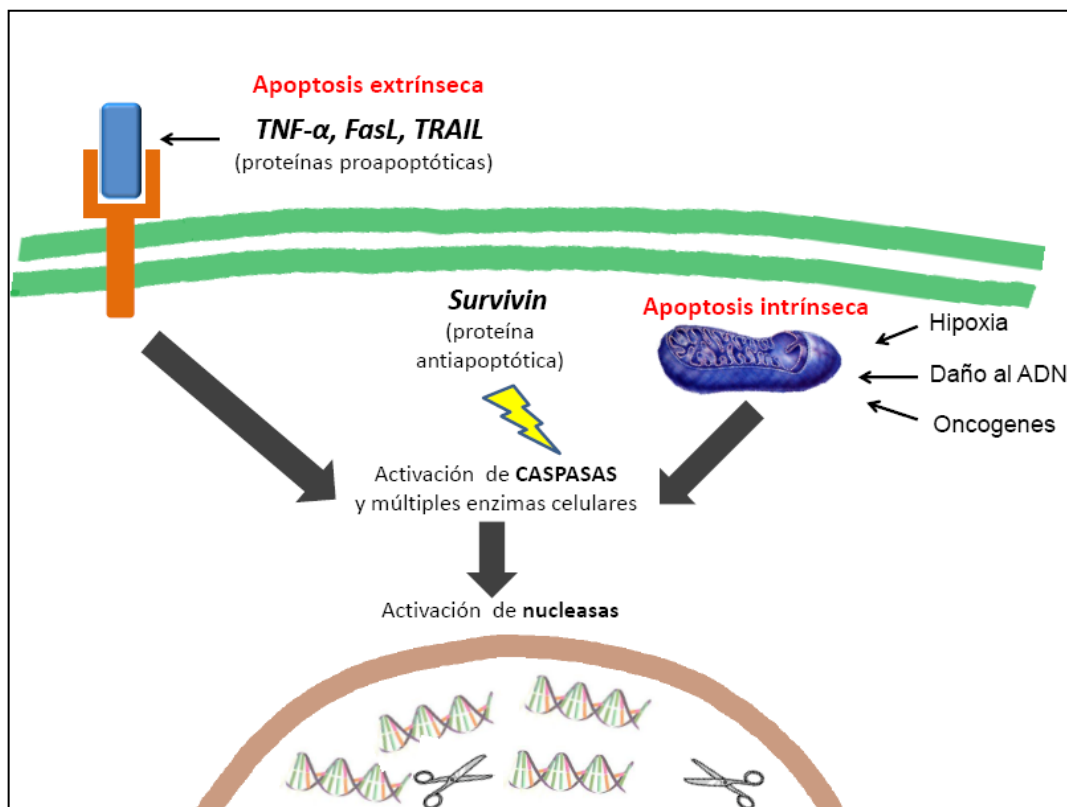 Apoptosis extrínseca
TNF-α, FasL, TRAIL
(proteínas proapoptóticas)
Survivin
(proteína
antiapoptótica)
Apoptosis intrínseca
Hipoxia
Daño al ADN
Oncogenes
Activación de CASPASAS
y múltiples enzimas celulares
Activación de nucleasas